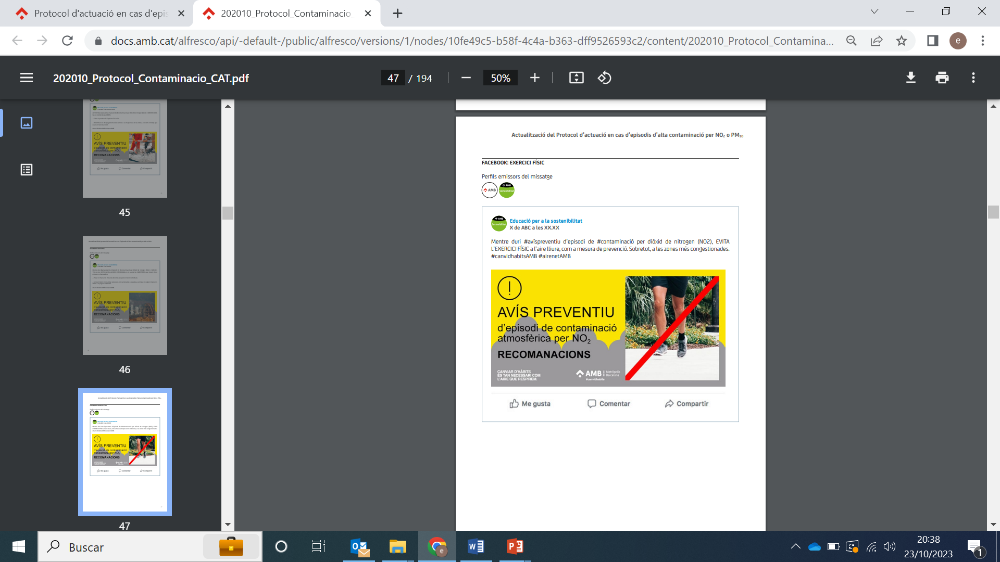 Protocol d'actuació en cas d'epis
202010_Protocol_Contaminacio_
docs.amb.cat/alfresco/api/-default-/public/alfresco/versions/1/nodes/10fe49c5-b58f-4c4a-b363-dff9526593c2/content/202010_Protocol_Contamina...
e
202010_Protocol_Contaminacio_CAT.pdf
47 / 194
50%
AVÍS PREVENTIU
d'episodi de contaminació
atmosfèrica per NO2
RECOMANACIONS
45
AVÍS PREVENTIU
d'episodi de contaminació
atmosfèrica per NO2
RECOMANACIONS
46
AVÍS PREVENTIU
d'episodi de contaminació
atmosfèrica per NO2
RECOMANACIONS
47
Actualització del Protocol d'actuació en cas d'episodis d'alta contaminació per NO₂ o PM₁₀
FACEBOOK: EXERCICI FÍSIC
Perfils emissors del missatge
AMB
AMB
Sostenibilitat
AMB
Sostenibilitat
Educació per a la sostenibilitat
X de ABC a les XX.XX
Mentre duri #avíspreventiu d'episodi de #contaminació per diòxid de nitrogen (NO2), EVITA
L'EXERCICI FÍSIC a l'aire lliure, com a mesura de prevenció. Sobretot, a les zones més congestionades.
#canvidhabitsAMB #airenetAMB
AVÍS PREVENTIU
d'episodi de contaminació
atmosfèrica per NO₂
RECOMANACIONS
CANVIAR D'HÀBITS
ÉS TAN NECESSARI COM
L'AIRE QUE RESPIREM.
AMB Metròpolis
Barcelona
#canvidhabits
Me gusta Comentar Compartir
Buscar
20:38
23/10/2023
1